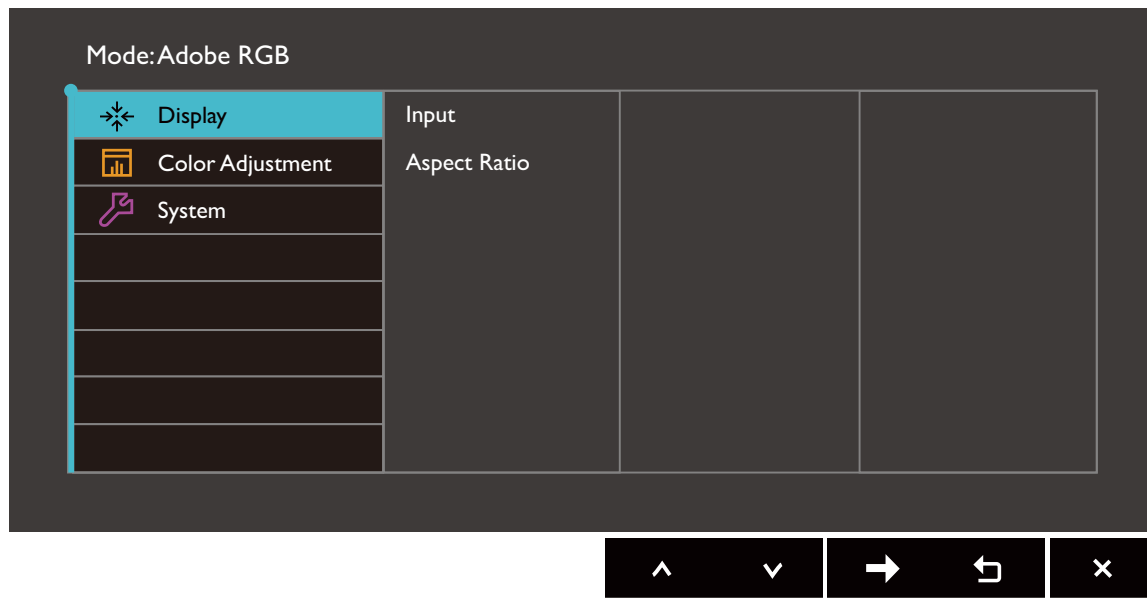 Mode: Adobe RGB
Display
Input
Color Adjustment
Aspect Ratio
System